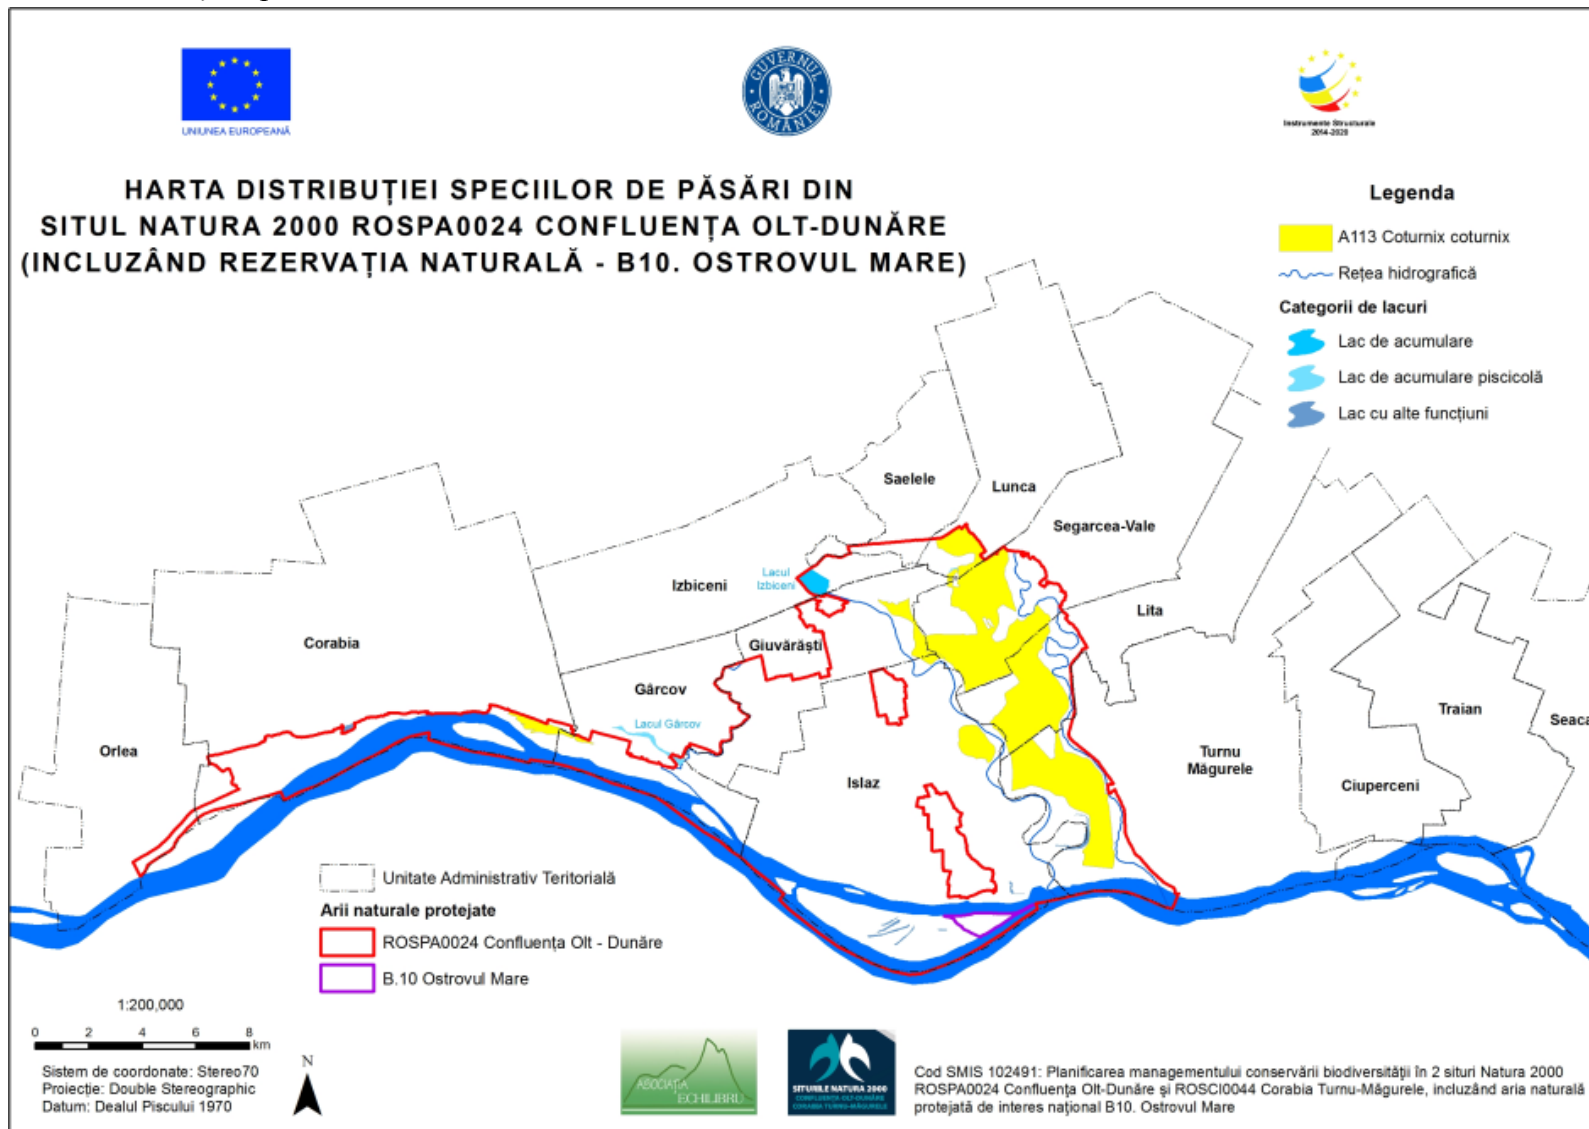 UNIUNEA EUROPEANĂ
GUVERNUL ROMÂNIEI
Instrumente Structurale
2014-2020
HARTA DISTRIBUȚIEI SPECIILOR DE PĂSĂRI DIN
SITUL NATURA 2000 ROSPA0024 CONFLUENȚA OLT-DUNĂRE
(INCLUZÂND REZERVAȚIA NATURALĂ - B10. OSTROVUL MARE)
Legenda
A113 Coturnix coturnix
Rețea hidrografică
Categorii de lacuri
Lac de acumulare
Lac de acumulare piscicolă
Lac cu alte funcțiuni
Saelele
Lunca
Segarcea-Vale
Lacul
Izbiceni
Izbiceni
Lita
Corabia
Giuvărăști
Gârcov
Lacul Gârcov
Orlea
Islaz
Turnu
Măgurele
Traian
Seaca
Ciuperceni
Unitate Administrativ Teritorială
Arii naturale protejate
ROSPA0024 Confluența Olt - Dunăre
B.10 Ostrovul Mare
1:200,000
0 2 4 6 8
km
N
Sistem de coordonate: Stereo70
Proiecție: Double Stereographic
Datum: Dealul Piscului 1970
ASOCIAȚIA
ECHILIBRU
SITURILE NATURA 2000
CONFLUENȚA OLT-DUNĂRE
CORABIA-TURNU-MĂGURELE
Cod SMIS 102491: Planificarea managementului conservării biodiversității în 2 situri Natura 2000
ROSPA0024 Confluența Olt-Dunăre și ROSCI0044 Corabia Turnu-Măgurele, incluzând aria naturală
protejată de interes național B10. Ostrovul Mare